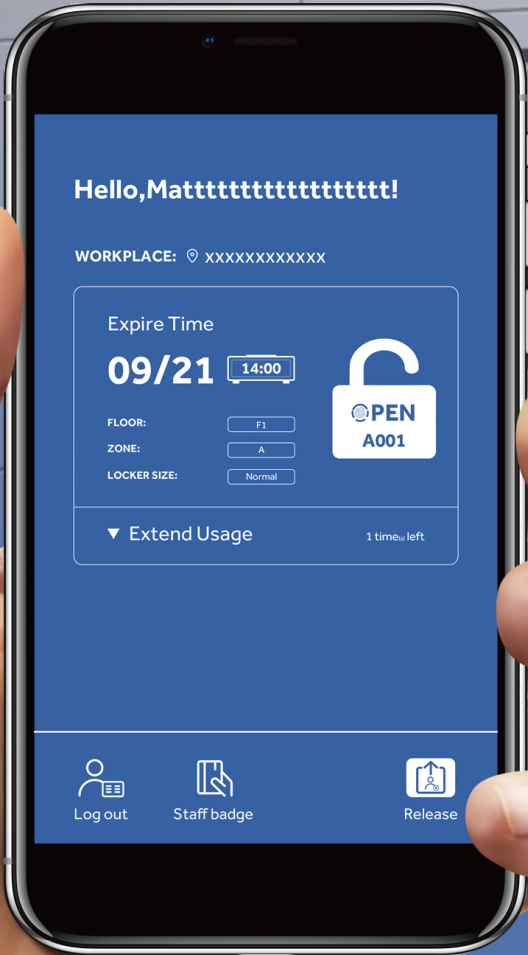 Hello,Matttttttttttttttttt!
WORKPLACE: xxxxxxxxxxxx
Expire Time
09/21 14:00
OPEN
A001
FLOOR: F1
ZONE: A
LOCKER SIZE: Normal
▼ Extend Usage 1 time(s) left
Log out
Staff badge
Release